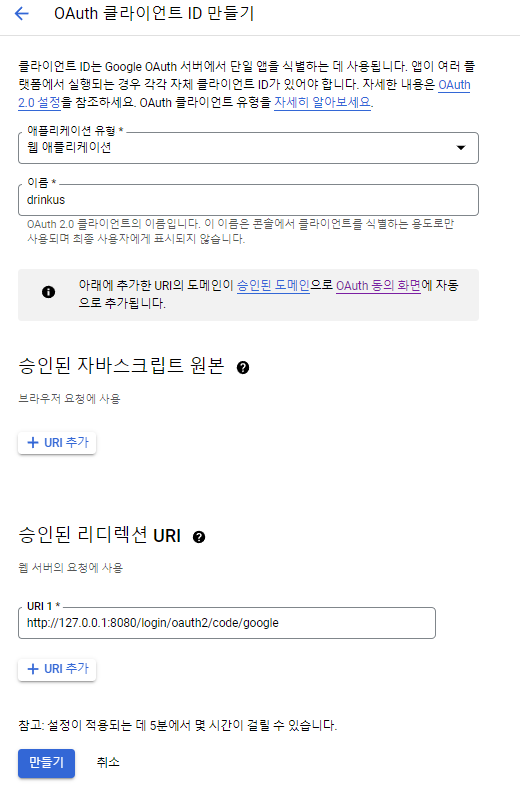 OAuth 클라이언트 ID 만들기
클라이언트 ID는 Google OAuth 서버에서 단일 앱을 식별하는 데 사용됩니다. 앱이 여러 플
랫폼에서 실행되는 경우 각각 자체 클라이언트 ID가 있어야 합니다. 자세한 내용은 OAuth
2.0 설정을 참조하세요. OAuth 클라이언트 유형을 자세히 알아보세요.
애플리케이션 유형 *
웹 애플리케이션
이름 *
drinkus
OAuth 2.0 클라이언트의 이름입니다. 이 이름은 콘솔에서 클라이언트를 식별하는 용도로만
사용되며 최종 사용자에게 표시되지 않습니다.
아래에 추가한 URI의 도메인이 승인된 도메인으로 OAuth 동의 화면에 자동
으로 추가됩니다.
승인된 자바스크립트 원본
브라우저 요청에 사용
+ URI 추가
승인된 리디렉션 URI
웹 서버의 요청에 사용
URI 1 *
http://127.0.0.1:8080/login/oauth2/code/google
+ URI 추가
참고: 설정이 적용되는 데 5분에서 몇 시간이 걸릴 수 있습니다.
만들기 취소